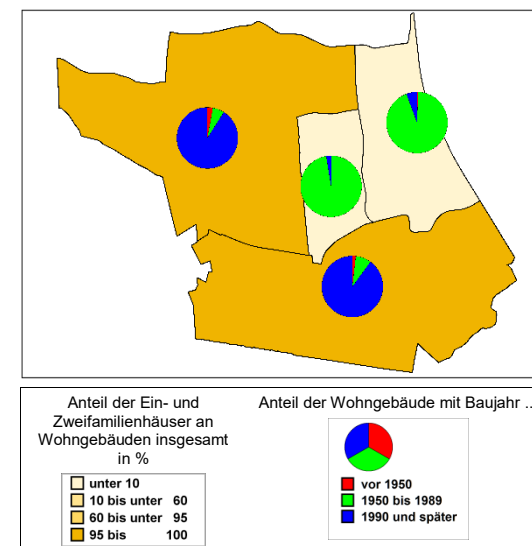 Anteil der Ein- und
Zweifamilienhäuser an
Wohngebäuden insgesamt
in %
unter 10
10 bis unter 60
60 bis unter 95
95 bis 100
Anteil der Wohngebäude mit Baujahr ...
vor 1950
1950 bis 1989
1990 und später